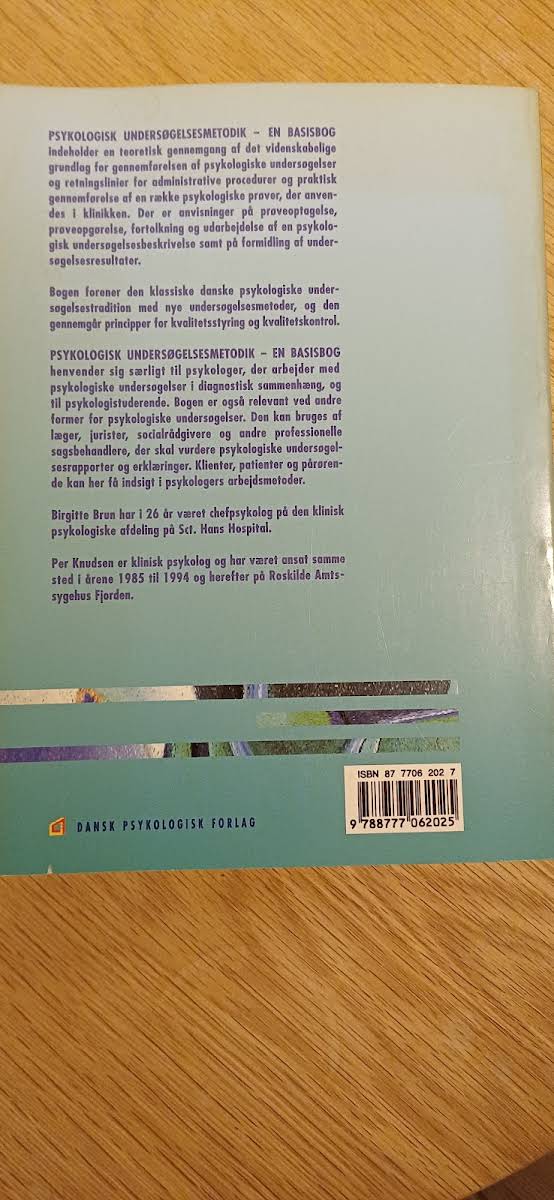 PSYKOLOGISK UNDERSØGELSESMETODIK – EN BASISBOG
indeholder en teoretisk gennemgang af det videnskabelige
grundlag for gennemførelsen af psykologiske undersøgelser
og retningslinier for administrative procedurer og praktisk
gennemførelse af en række psykologiske prøver, der anven-
des i klinikken. Der er anvisninger på prøveoptagelse,
prøveopgørelse, fortolkning og udarbejdelse af en psykolo-
gisk undersøgelsesbeskrivelse samt på formidling af under-
søgelsesresultater.
Bogen forener den klassiske danske psykologiske under-
søgelsestradition med nye undersøgelsesmetoder, og den
gennemgår principper for kvalitetsstyring og kvalitetskontrol.
PSYKOLOGISK UNDERSØGELSESMETODIK – EN BASISBOG
henvender sig særligt til psykologer, der arbejder med
psykologiske undersøgelser i diagnostisk sammenhæng, og
til psykologistuderende. Bogen er også relevant ved andre
former for psykologiske undersøgelser. Den kan bruges af
læger, jurister, socialrådgivere og andre professionelle
sagsbehandlere, der skal vurdere psykologiske undersøgel-
sesrapporter og erklæringer. Klienter, patienter og pårøren-
de kan her få indsigt i psykologers arbejdsmetoder.
Birgitte Brun har i 26 år været chefpsykolog på den klinisk
psykologiske afdeling på Sct. Hans Hospital.
Per Knudsen er klinisk psykolog og har været ansat samme
sted i årene 1985 til 1994 og herefter på Roskilde Amts-
sygehus Fjorden.
ISBN 87 7706 202 7
9 788777 062025
DANSK PSYKOLOGISK FORLAG